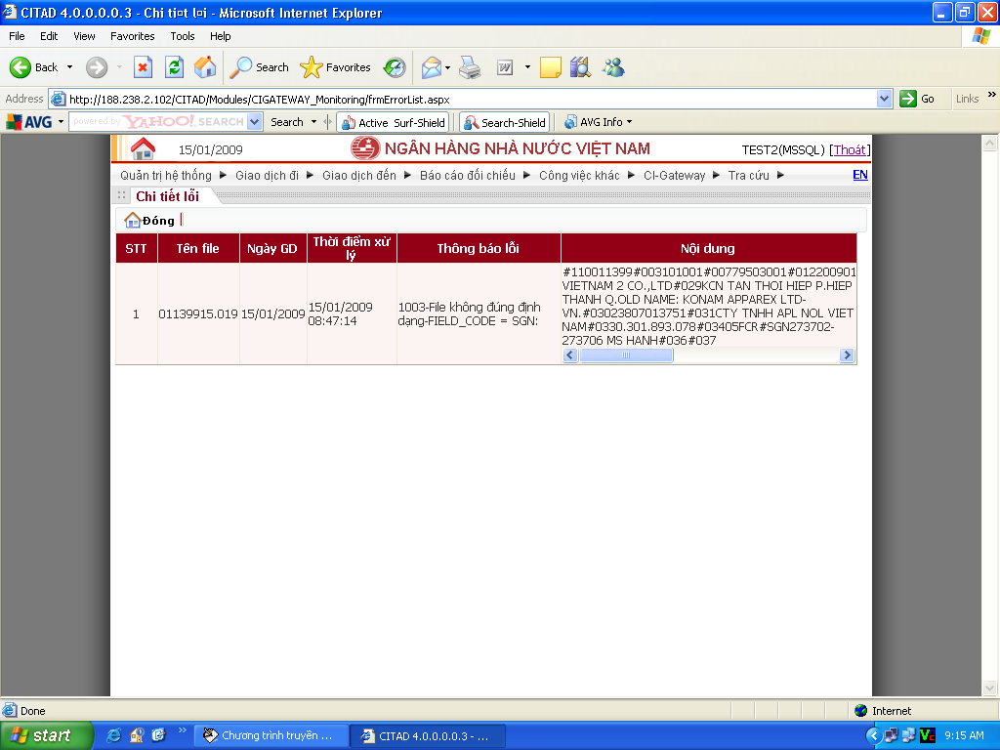 CITAD 4.0.0.0.0.3 - Chi ti¤t l¤i - Microsoft Internet Explorer
File Edit View Favorites Tools Help
Back Search Favorites
Address http://188.238.2.102/CITAD/Modules/CIGATEWAY_Monitoring/frmErrorList.aspx Go Links »
AVG powered by YAHOO! SEARCH Search Active Surf-Shield Search-Shield AVG Info
15/01/2009 NGÂN HÀNG NHÀ NƯỚC VIỆT NAM TEST2(MSSQL) [Thoát]
Quản trị hệ thống Giao dịch đi Giao dịch đến Báo cáo đối chiếu Công việc khác CI-Gateway Tra cứu EN
Chi tiết lỗi
Đóng |
STT Tên file Ngày GD Thời điểm xử lý Thông báo lỗi Nội dung
1 01139915.019 15/01/2009 15/01/2009 08:47:14
1003-File không đúng định
dạng-FIELD_CODE = SGN:
#110011399#003101001#00779503001#012200901
VIETNAM 2 CO.,LTD#029KCN TAN THOI HIEP P.HIEP
THANH Q.OLD NAME: KONAM APPAREX LTD-
VN.#03023807013751#031CTY TNHH APL NOL VIET
NAM#0330.301.893.078#03405FCR#SGN273702-
273706 MS HANH#036#037
Done Internet
start » Chương trình truyền ... CITAD 4.0.0.0.0.3 - ... 9:15 AM